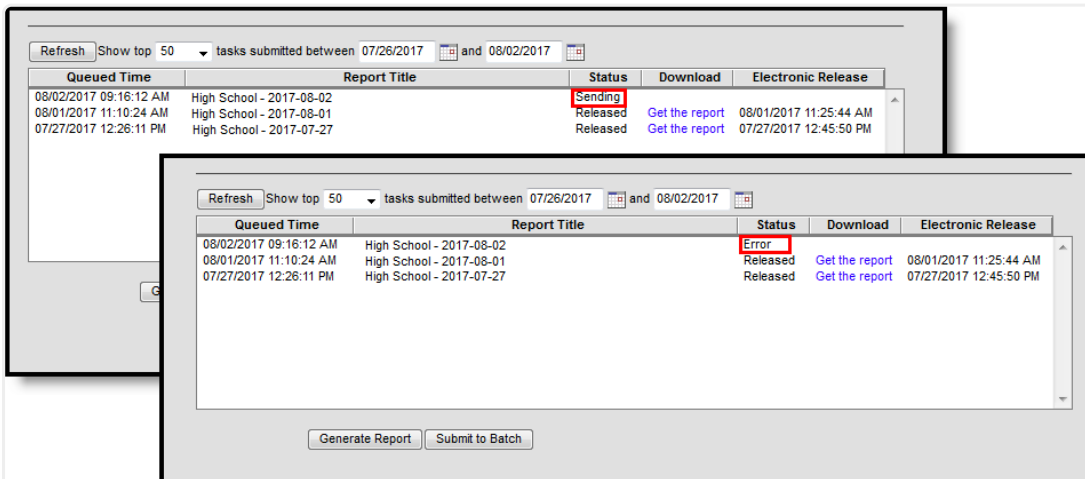 Refresh Show top 50 tasks submitted between 07/26/2017 and 08/02/2017
Queued Time Report Title Status Download Electronic Release
08/02/2017 09:16:12 AM High School - 2017-08-02 Sending
08/01/2017 11:10:24 AM High School - 2017-08-01 Released Get the report 08/01/2017 11:25:44 AM
07/27/2017 12:26:11 PM High School - 2017-07-27 Released Get the report 07/27/2017 12:45:50 PM
Refresh Show top 50 tasks submitted between 07/26/2017 and 08/02/2017
Queued Time Report Title Status Download Electronic Release
08/02/2017 09:16:12 AM High School - 2017-08-02 Error
08/01/2017 11:10:24 AM High School - 2017-08-01 Released Get the report 08/01/2017 11:25:44 AM
07/27/2017 12:26:11 PM High School - 2017-07-27 Released Get the report 07/27/2017 12:45:50 PM
Generate Report Submit to Batch